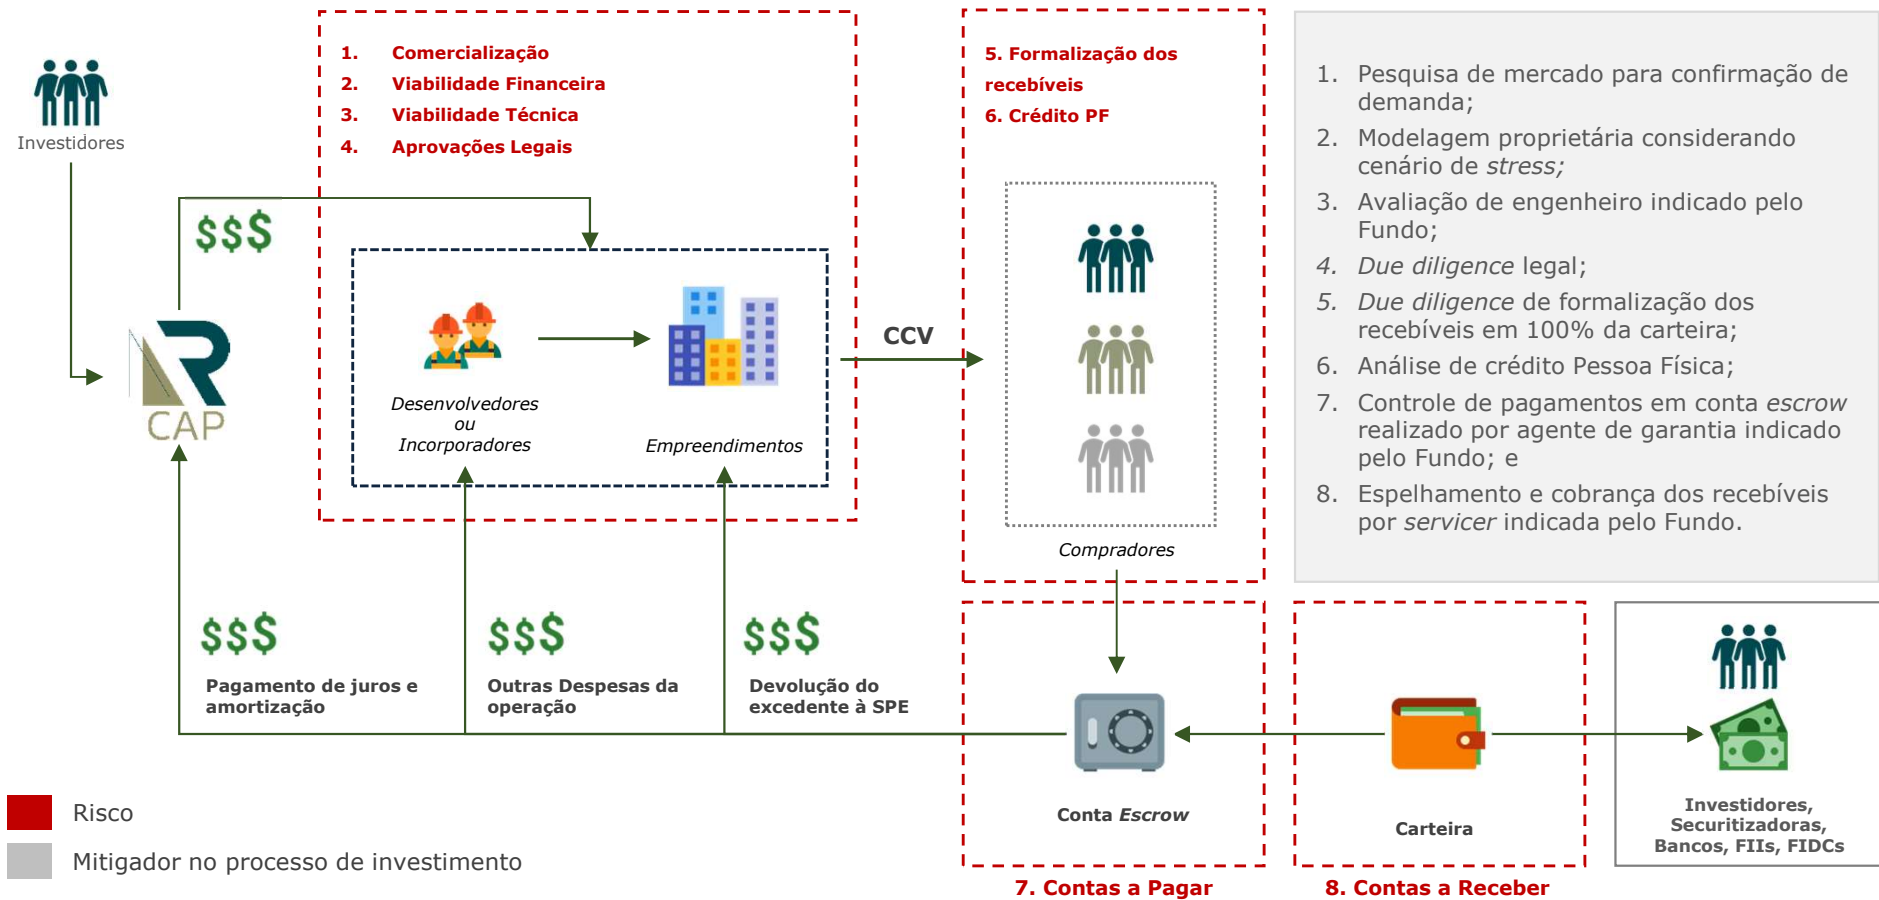 Investidores
1. Comercialização
2. Viabilidade Financeira
3. Viabilidade Técnica
4. Aprovações Legais
$$$
R
CAP
Desenvolvedores
ou
Incorporadores
Empreendimentos
CCV
5. Formalização dos
recebíveis
6. Crédito PF
Compradores
1. Pesquisa de mercado para confirmação de
demanda;
2. Modelagem proprietária considerando
cenário de stress;
3. Avaliação de engenheiro indicado pelo
Fundo;
4. Due diligence legal;
5. Due diligence de formalização dos
recebíveis em 100% da carteira;
6. Análise de crédito Pessoa Física;
7. Controle de pagamentos em conta escrow
realizado por agente de garantia indicado
pelo Fundo; e
8. Espelhamento e cobrança dos recebíveis
por servicer indicada pelo Fundo.
$$$
Pagamento de juros e
amortização
$$$
Outras Despesas da
operação
$$$
Devolução do
excedente à SPE
Conta Escrow
7. Contas a Pagar
Carteira
8. Contas a Receber
Investidores,
Securitizadoras,
Bancos, FIIs, FIDCs
Risco
Mitigador no processo de investimento